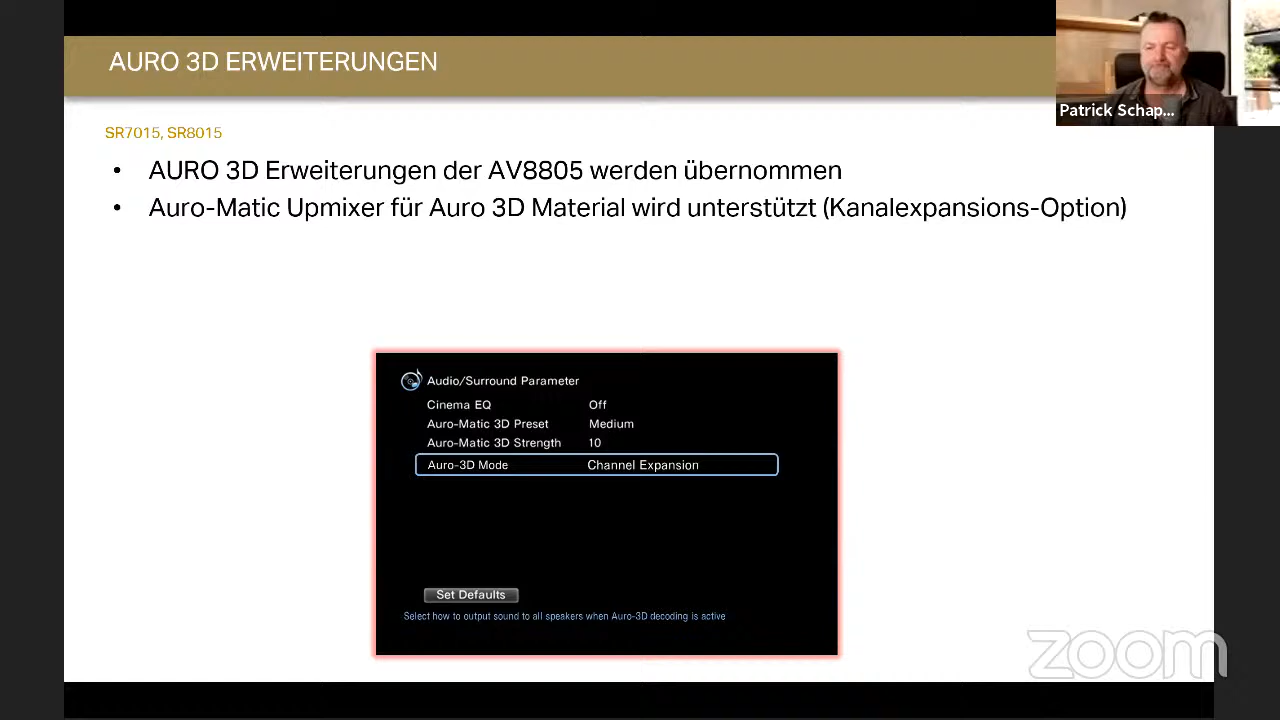 AURO 3D ERWEITERUNGEN
Patrick Schap...
SR7015, SR8015
• AURO 3D Erweiterungen der AV8805 werden übernommen
• Auro-Matic Upmixer für Auro 3D Material wird unterstützt (Kanalexpansions-Option)
Audio/Surround Parameter
Cinema EQ Off
Auro-Matic 3D Preset Medium
Auro-Matic 3D Strength 10
Auro-3D Mode Channel Expansion
Set Defaults
Select how to output sound to all speakers when Auro-3D decoding is active
zoom